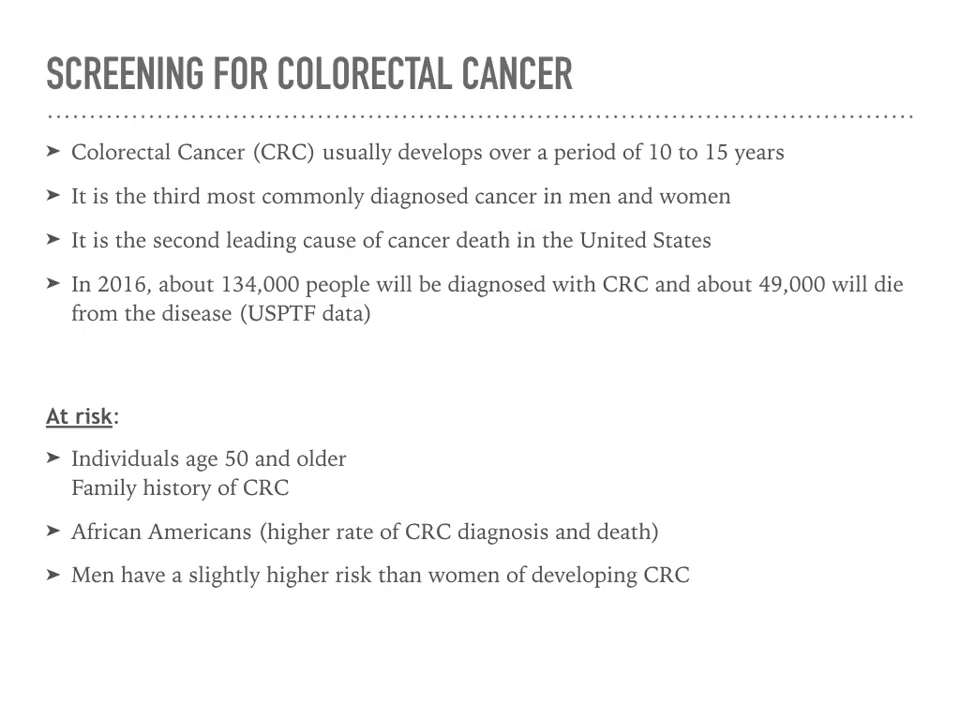 SCREENING FOR COLORECTAL CANCER
➤ Colorectal Cancer (CRC) usually develops over a period of 10 to 15 years
➤ It is the third most commonly diagnosed cancer in men and women
➤ It is the second leading cause of cancer death in the United States
➤ In 2016, about 134,000 people will be diagnosed with CRC and about 49,000 will die
from the disease (USPTF data)
At risk:
➤ Individuals age 50 and older
Family history of CRC
➤ African Americans (higher rate of CRC diagnosis and death)
➤ Men have a slightly higher risk than women of developing CRC